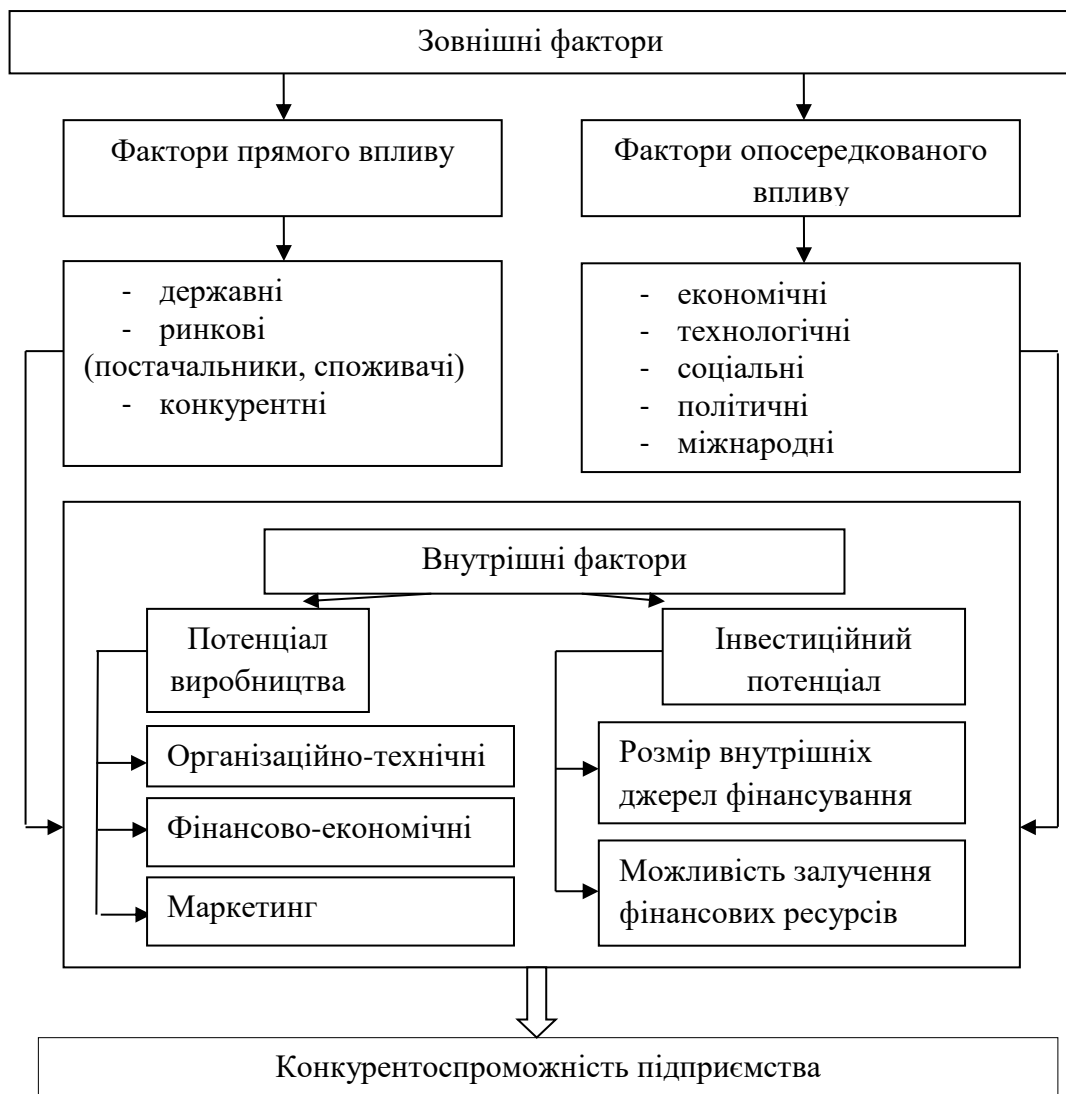 Зовнішні фактори
Фактори прямого впливу
Фактори опосередкованого
впливу
- державні
- ринкові
(постачальники, споживачі)
- конкурентні
- економічні
- технологічні
- соціальні
- політичні
- міжнародні
Внутрішні фактори
Потенціал
виробництва
Організаційно-технічні
Фінансово-економічні
Маркетинг
Інвестиційний
потенціал
Розмір внутрішніх
джерел фінансування
Можливість залучення
фінансових ресурсів
Конкурентоспроможність підприємства